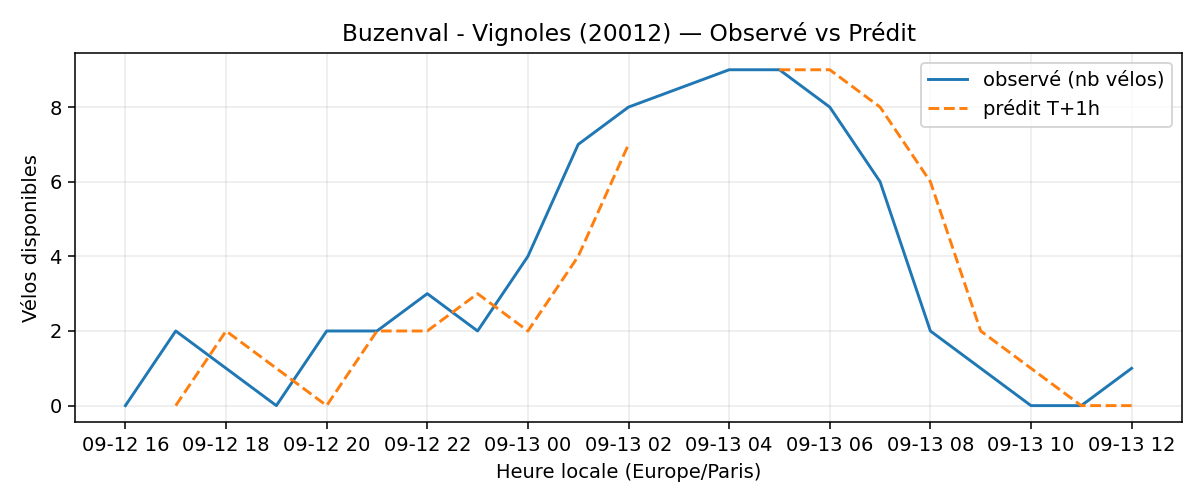 Buzenval - Vignoles (20012) — Observé vs Prédit
observé (nb vélos)
prédit T+1h
Vélos disponibles
8
6
4
2
0
09-12 16 09-12 18 09-12 20 09-12 22 09-13 00 09-13 02 09-13 04 09-13 06 09-13 08 09-13 10 09-13 12
Heure locale (Europe/Paris)